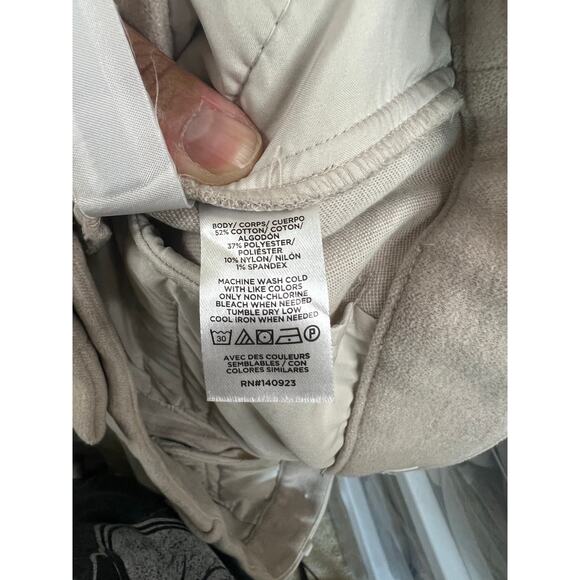 BODY/ CORPS/ CUERPO
52% COTTON/ COTON/
ALGODÓN
37% POLYESTER/
POLIÉSTER/
10% NYLON/ NILÓN
1% SPANDEX
MACHINE WASH COLD
WITH LIKE COLORS
ONLY NON-CHLORINE
BLEACH WHEN NEEDED
TUMBLE DRY LOW
COOL IRON WHEN NEEDED
30 P
AVEC DES COULEURS
SEMBLABLES / CON
COLORES SIMILARES
RN#140923